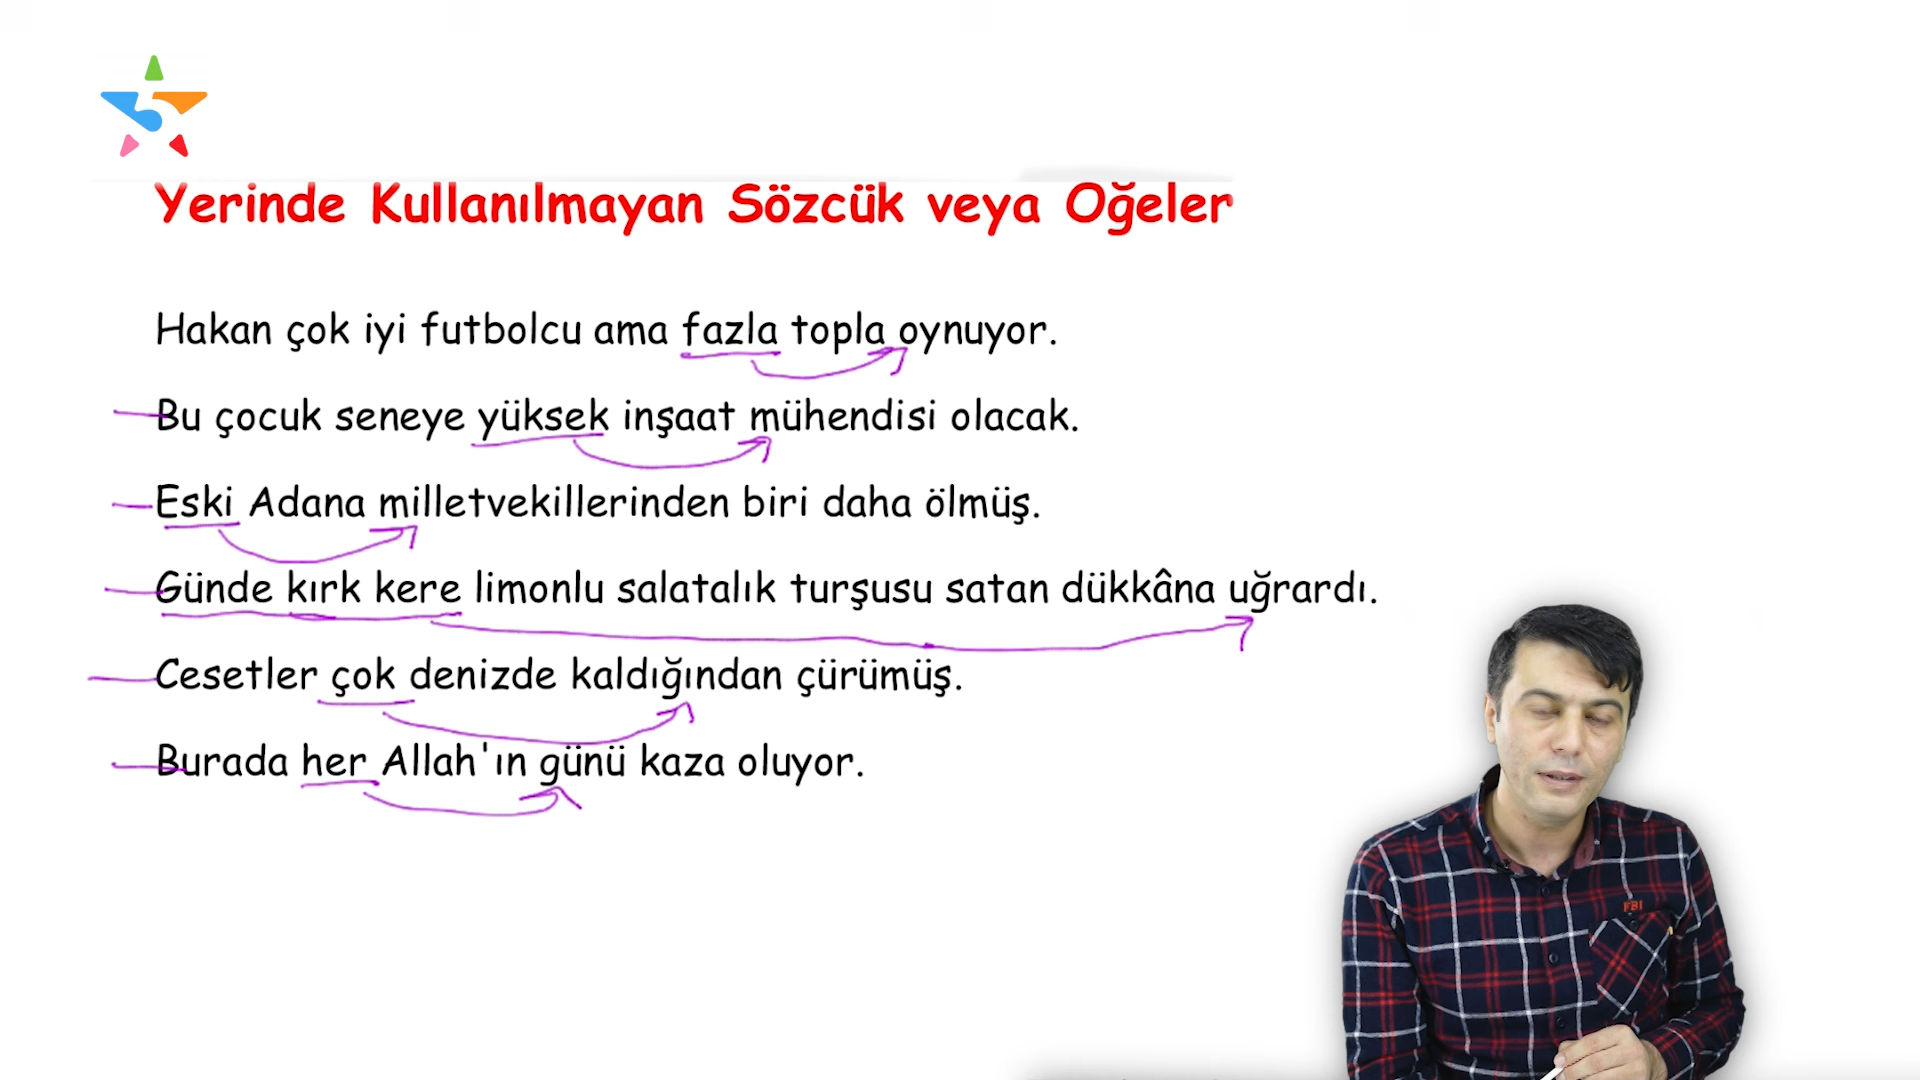 Yerinde Kullanılmayan Sözcük veya Öğeler
Hakan çok iyi futbolcu ama fazla topla oynuyor.
Bu çocuk seneye yüksek inşaat mühendisi olacak.
Eski Adana milletvekillerinden biri daha ölmüş.
Günde kırk kere limonlu salatalık turşusu satan dükkâna uğrardı.
Cesetler çok denizde kaldığından çürümüş.
Burada her Allah'ın günü kaza oluyor.
FBI